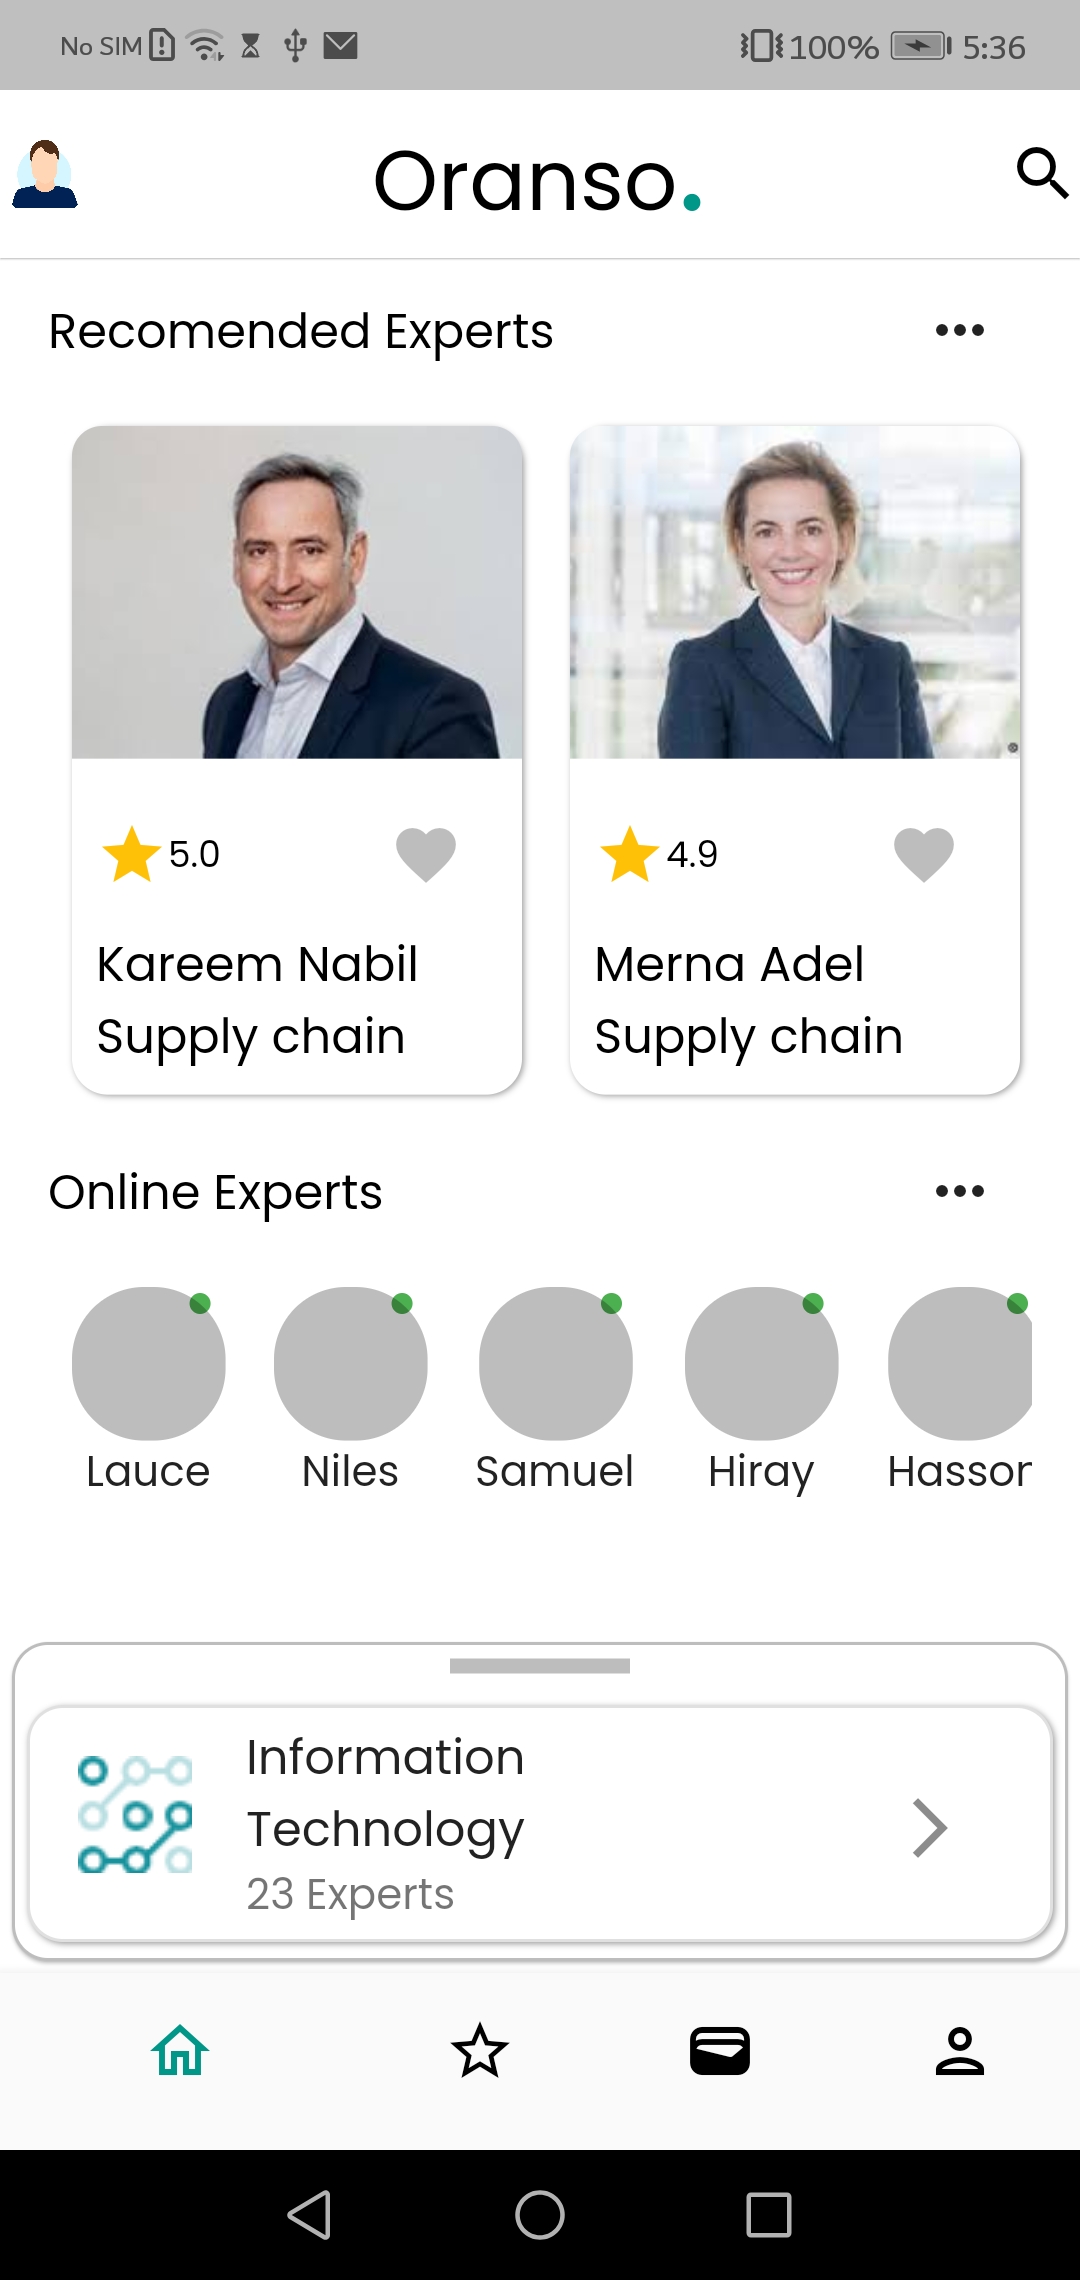 No SIM 100% 5:36
Oranso.
Recomended Experts
5.0
Kareem Nabil
Supply chain
4.9
Merna Adel
Supply chain
Online Experts
Lauce Niles Samuel Hiray Hasson
Information
Technology
23 Experts